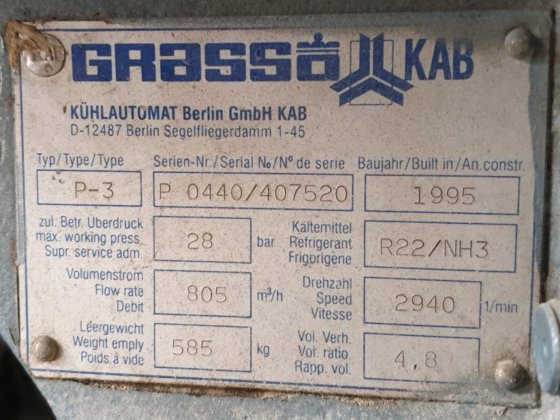 GRASSO KAB
KÜHLAUTOMAT Berlin GmbH KAB
D-12487 Berlin Segelfliegerdamm 1-45
Typ/Type/Type Serien-Nr./Serial No/N° de serie Baujahr/Built in/An.constr.
P-3 P 0440/407520 1995
zul. Betr. Überdruck
max. working press.
Supr. service adm.
28 bar
Kältemittel
Refrigerant
Frigorigene
R22/NH3
Volumenstrom
Flow rate
Debit
805 m³/h
Drehzahl
Speed
Vitesse
2940 1/min
Leergewicht
Weight emply
Poids à vide
585 kg
Vol. Verh.
Vol. ratio
Rapp. vol.
4,8